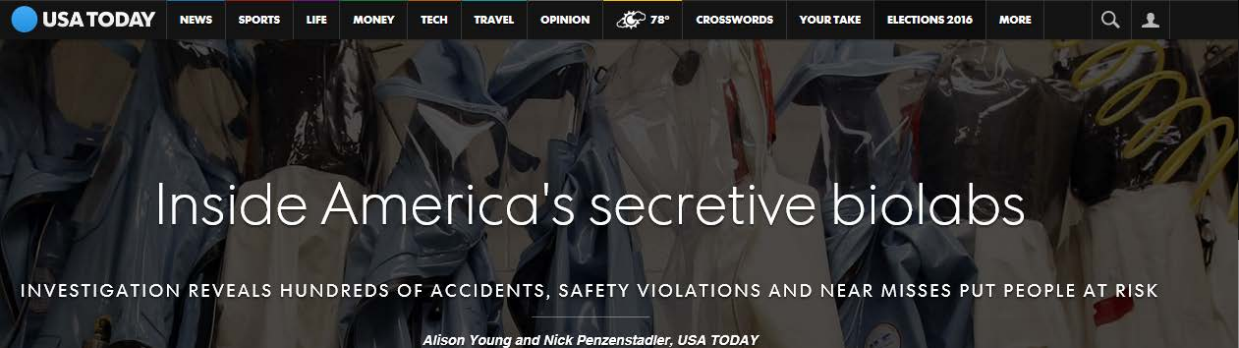 USA TODAY NEWS SPORTS LIFE MONEY TECH TRAVEL OPINION 78° CROSSWORDS YOUR TAKE ELECTIONS 2016 MORE
Inside America's secretive biolabs
INVESTIGATION REVEALS HUNDREDS OF ACCIDENTS, SAFETY VIOLATIONS AND NEAR MISSES PUT PEOPLE AT RISK
Alison Young and Nick Penzenstadler, USA TODAY